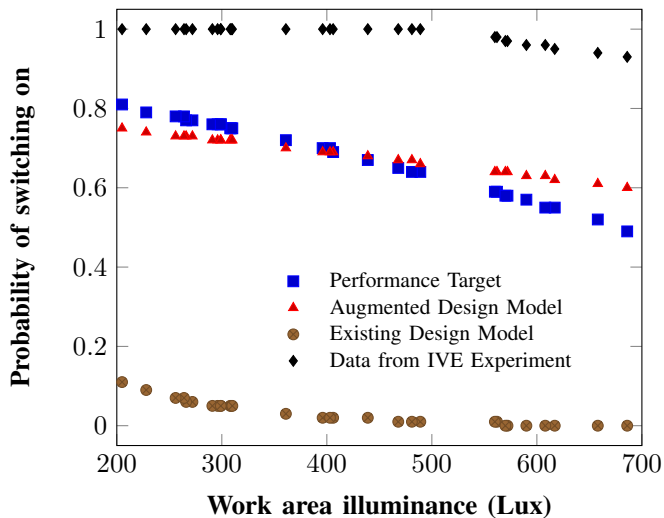 1
0.8
0.6
0.4
0.2
0
Probability of switching on
Performance Target
Augmented Design Model
Existing Design Model
Data from IVE Experiment
200 300 400 500 600 700
Work area illuminance (Lux)